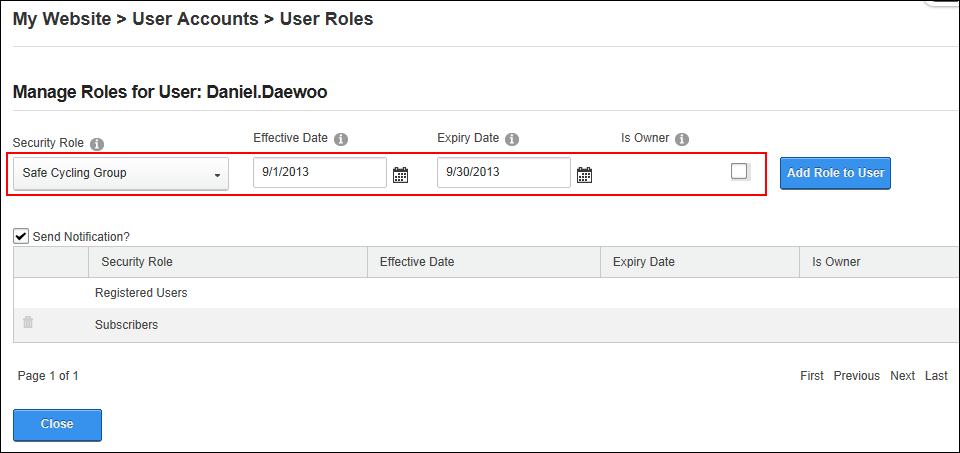 My Website > User Accounts > User Roles
Manage Roles for User: Daniel.Daewoo
Security Role Effective Date Expiry Date Is Owner
Safe Cycling Group 9/1/2013 9/30/2013 Add Role to User
Send Notification?
Security Role Effective Date Expiry Date Is Owner
Registered Users
Subscribers
Page 1 of 1 First Previous Next Last
Close